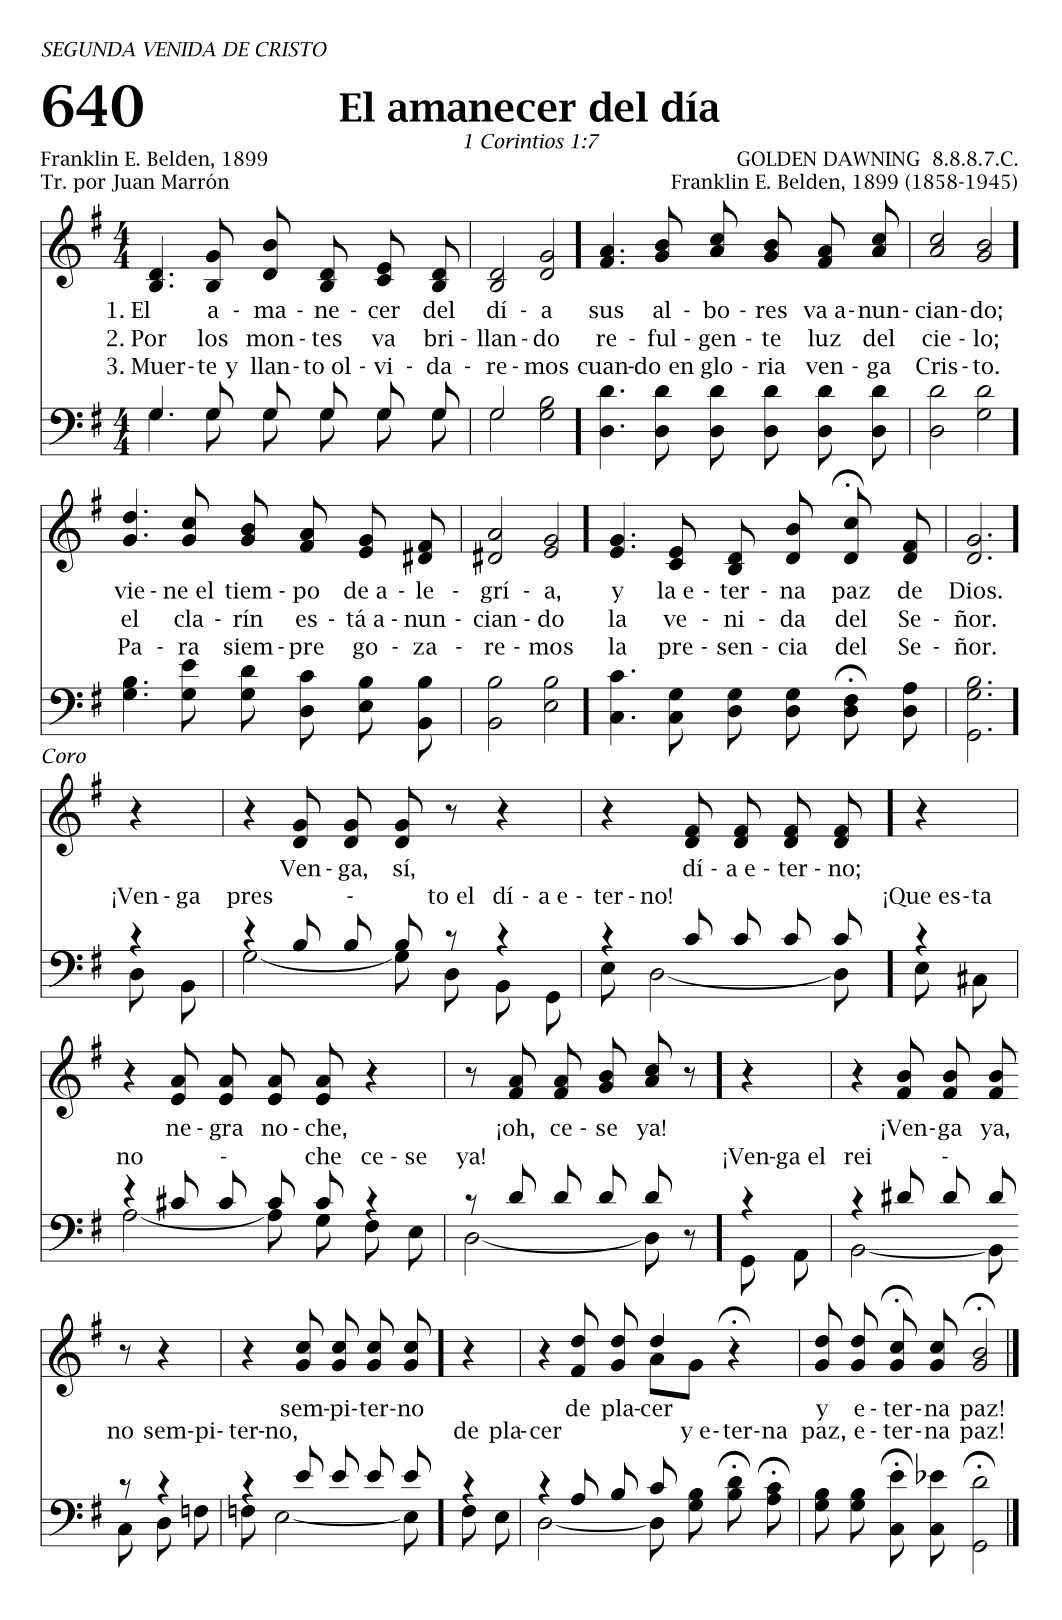 SEGUNDA VENIDA DE CRISTO
640
El amanecer del día
1 Corintios 1:7
Franklin E. Belden, 1899
GOLDEN DAWNING 8.8.8.7.C.
Tr. por Juan Marrón
Franklin E. Belden, 1899 (1858-1945)
1. El a - ma - ne - cer del dí - a sus al - bo - res va a-nun-cian-do;
2. Por los mon - tes va bri - llan - do re - ful - gen - te luz del cie - lo;
3. Muer-te y llan-to ol - vi - da - re - mos cuan-do en glo - ria ven - ga Cris - to.
vie - ne el tiem - po de a - le - grí - a, y la e - ter - na paz de Dios.
el cla - rín es - tá a - nun - cian - do la ve - ni - da del Se - ñor.
Pa - ra siem - pre go - za - re - mos la pre - sen - cia del Se - ñor.
Coro
Ven - ga, sí, dí - a e - ter - no;
¡Ven - ga pres - to el dí - a e - ter - no! ¡Que es-ta
ne - gra no - che, ¡oh, ce - se ya!
no - che ce - se ya! ¡Ven-ga el rei -
¡Ven-ga ya,
sem-pi-ter-no de pla-cer y e - ter - na paz!
no sem-pi-ter-no, de pla-cer y e-ter-na paz, e - ter - na paz!